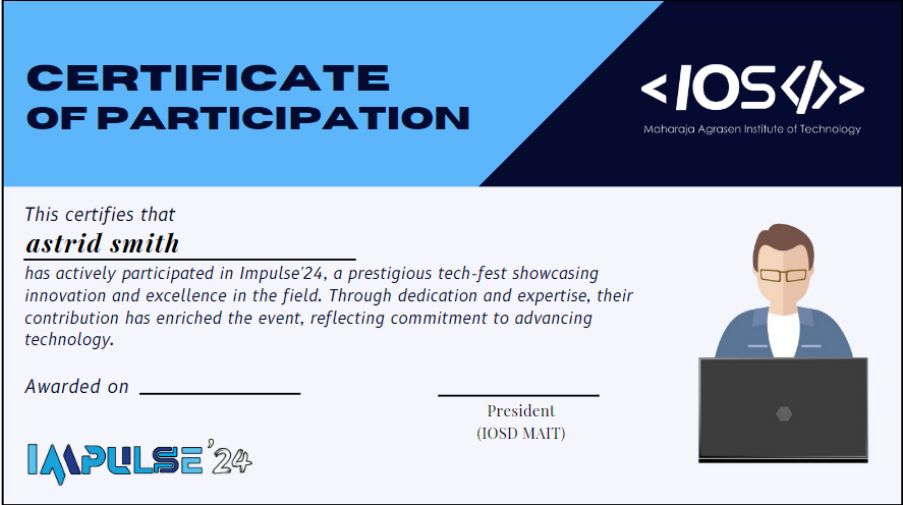 CERTIFICATE
OF PARTICIPATION
<IOS</>>
Maharaja Agrasen Institute of Technology
This certifies that
astrid smith
has actively participated in Impulse'24, a prestigious tech-fest showcasing
innovation and excellence in the field. Through dedication and expertise, their
contribution has enriched the event, reflecting commitment to advancing
technology.
Awarded on
President
(IOSD MAIT)
IMPULSE'24